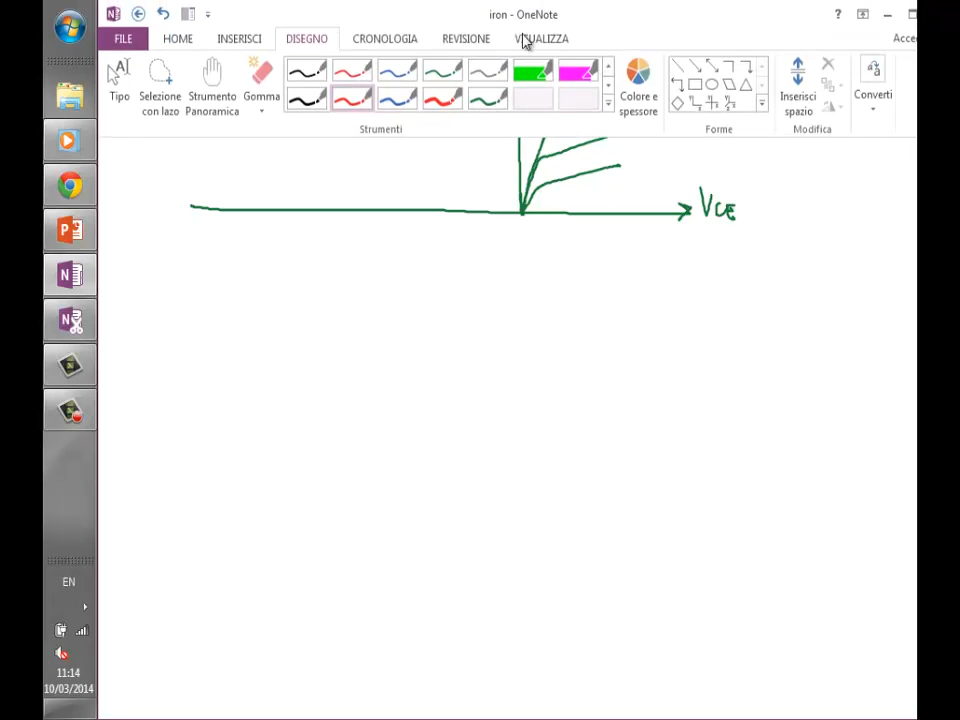 iron - OneNote
?
FILE HOME INSERISCI DISEGNO CRONOLOGIA REVISIONE VISUALIZZA
Acce
Tipo
Selezione
con lazo
Strumento
Panoramica
Gomma
Strumenti
Colore e
spessore
Forme
Inserisci
spazio
Modifica
Converti
VCE
EN
11:14
10/03/2014